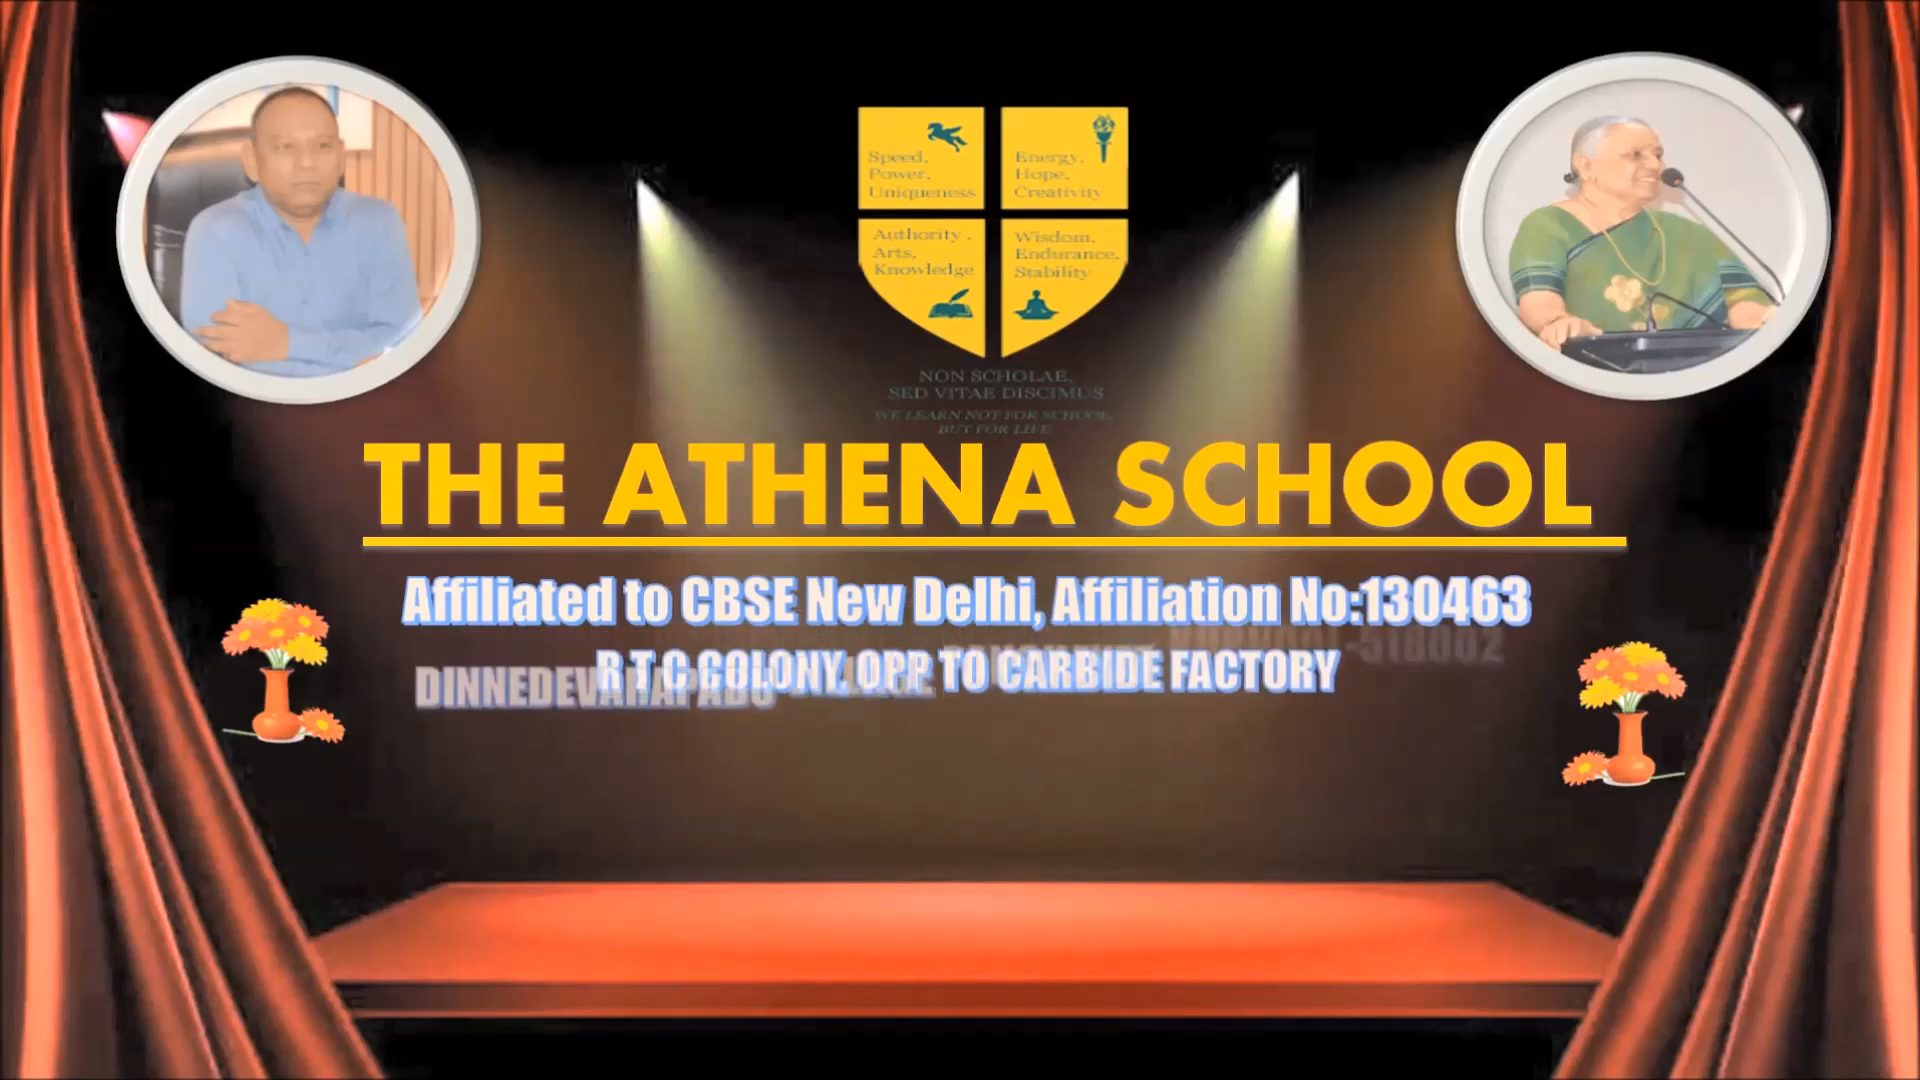 Speed,
Power,
Uniqueness
Energy,
Hope,
Creativity
Authority,
Arts,
Knowledge
Wisdom,
Endurance,
Stability
NON SCHOLAE,
SED VITAE DISCIMUS
WE LEARN NOT FOR SCHOOL,
BUT FOR LIFE
THE ATHENA SCHOOL
Affiliated to CBSE New Delhi, Affiliation No:130463
R T C COLONY, OPP TO CARBIDE FACTORY
-518002